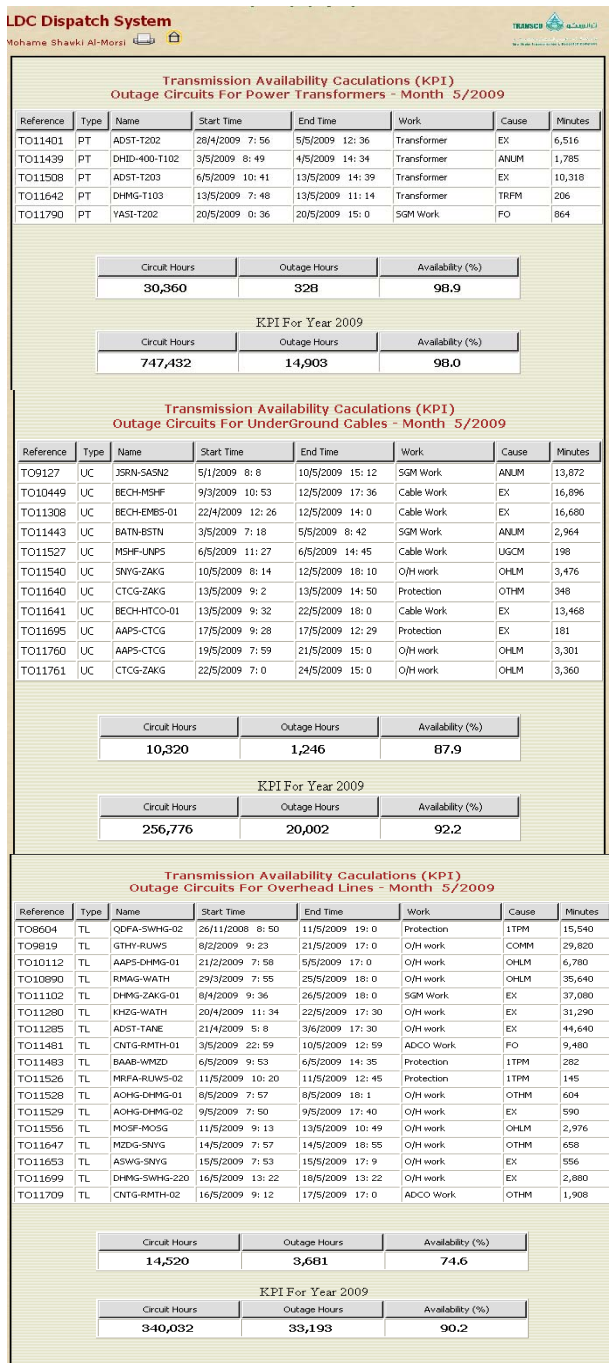 LDC Dispatch System
Mohame Shawki Al-Morsi
TRANSCO
Transmission Availability Caculations (KPI)
Outage Circuits For Power Transformers - Month 5/2009
Reference Type Name Start Time End Time Work Cause Minutes
TO11401 PT ADST-T202 28/4/2009 7: 56 5/5/2009 12: 36 Transformer EX 6,516
TO11439 PT DHID-400-T102 3/5/2009 8: 49 4/5/2009 14: 34 Transformer ANUM 1,785
TO11508 PT ADST-T203 6/5/2009 10: 41 13/5/2009 14: 39 Transformer EX 10,318
TO11642 PT DHMG-T103 13/5/2009 7: 48 13/5/2009 11: 14 Transformer TRFM 206
TO11790 PT YASI-T202 20/5/2009 0: 36 20/5/2009 15: 0 SGM Work FO 864
Circuit Hours Outage Hours Availability (%)
30,360 328 98.9
KPI For Year 2009
Circuit Hours Outage Hours Availability (%)
747,432 14,903 98.0
Transmission Availability Caculations (KPI)
Outage Circuits For UnderGround Cables - Month 5/2009
Reference Type Name Start Time End Time Work Cause Minutes
TO9127 UC JSRN-SASN2 5/1/2009 8: 8 10/5/2009 15: 12 SGM Work ANUM 13,872
TO10449 UC BECH-MSHF 9/3/2009 10: 53 12/5/2009 17: 36 Cable Work EX 16,896
TO11308 UC BECH-EMBS-01 22/4/2009 12: 26 12/5/2009 14: 0 Cable Work EX 16,680
TO11443 UC BATN-BSTN 3/5/2009 7: 18 5/5/2009 8: 42 SGM Work ANUM 2,964
TO11527 UC MSHF-UNPS 6/5/2009 11: 27 6/5/2009 14: 45 Cable Work UGCM 198
TO11540 UC SNYG-ZAKG 10/5/2009 8: 14 12/5/2009 18: 10 O/H work OHLM 3,476
TO11640 UC CTCG-ZAKG 13/5/2009 9: 2 13/5/2009 14: 50 Protection OTHM 348
TO11641 UC BECH-HTCO-01 13/5/2009 9: 32 22/5/2009 18: 0 Cable Work EX 13,468
TO11695 UC AAPS-CTCG 17/5/2009 9: 28 17/5/2009 12: 29 Protection EX 181
TO11760 UC AAPS-CTCG 19/5/2009 7: 59 21/5/2009 15: 0 O/H work OHLM 3,301
TO11761 UC CTCG-ZAKG 22/5/2009 7: 0 24/5/2009 15: 0 O/H work OHLM 3,360
Circuit Hours Outage Hours Availability (%)
10,320 1,246 87.9
KPI For Year 2009
Circuit Hours Outage Hours Availability (%)
256,776 20,002 92.2
Transmission Availability Caculations (KPI)
Outage Circuits For Overhead Lines - Month 5/2009
Reference Type Name Start Time End Time Work Cause Minutes
TO8604 TL QDFA-SWHG-02 26/11/2008 8: 50 11/5/2009 19: 0 Protection 1TPM 15,540
TO9819 TL GTHY-RUWS 8/2/2009 9: 23 21/5/2009 17: 0 O/H work COMM 29,820
TO10112 TL AAPS-DHMG-01 21/2/2009 7: 58 5/5/2009 17: 0 O/H work OHLM 6,780
TO10890 TL RMAG-WATH 29/3/2009 7: 55 25/5/2009 18: 0 O/H work OHLM 35,640
TO11102 TL DHMG-ZAKG-01 8/4/2009 9: 36 26/5/2009 18: 0 SGM Work EX 37,080
TO11280 TL KHZG-WATH 20/4/2009 11: 34 22/5/2009 17: 30 O/H work EX 31,290
TO11285 TL ADST-TANE 21/4/2009 5: 8 3/6/2009 17: 30 O/H work EX 44,640
TO11481 TL CNTG-RMTH-01 3/5/2009 22: 59 10/5/2009 12: 59 ADCO Work FO 9,480
TO11483 TL BAAB-WMZD 6/5/2009 9: 53 6/5/2009 14: 35 Protection 1TPM 282
TO11526 TL MRFA-RUWS-02 11/5/2009 10: 20 11/5/2009 12: 45 Protection 1TPM 145
TO11528 TL AOHG-DHMG-01 8/5/2009 7: 57 8/5/2009 18: 1 O/H work OTHM 604
TO11529 TL AOHG-DHMG-02 9/5/2009 7: 50 9/5/2009 17: 40 O/H work EX 590
TO11556 TL MOSF-MOSG 11/5/2009 9: 13 13/5/2009 10: 49 O/H work OHLM 2,976
TO11647 TL MZDG-SNYG 14/5/2009 7: 57 14/5/2009 18: 55 O/H work OTHM 658
TO11653 TL ASWG-SNYG 15/5/2009 7: 53 15/5/2009 17: 9 O/H work EX 556
TO11699 TL DHMG-SWHG-220 16/5/2009 13: 22 18/5/2009 13: 22 O/H work EX 2,880
TO11709 TL CNTG-RMTH-02 16/5/2009 9: 12 17/5/2009 17: 0 ADCO Work OTHM 1,908
Circuit Hours Outage Hours Availability (%)
14,520 3,681 74.6
KPI For Year 2009
Circuit Hours Outage Hours Availability (%)
340,032 33,193 90.2